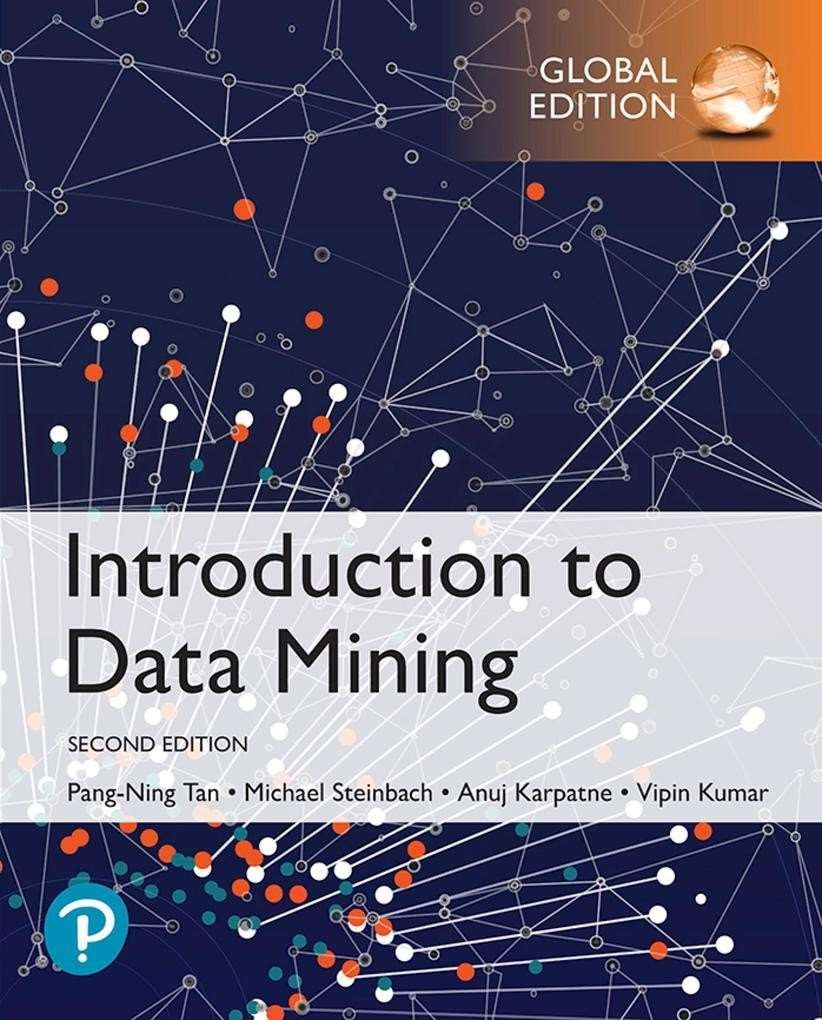 GLOBAL
EDITION
Introduction to
Data Mining
SECOND EDITION
Pang-Ning Tan • Michael Steinbach • Anuj Karpatne • Vipin Kumar
P